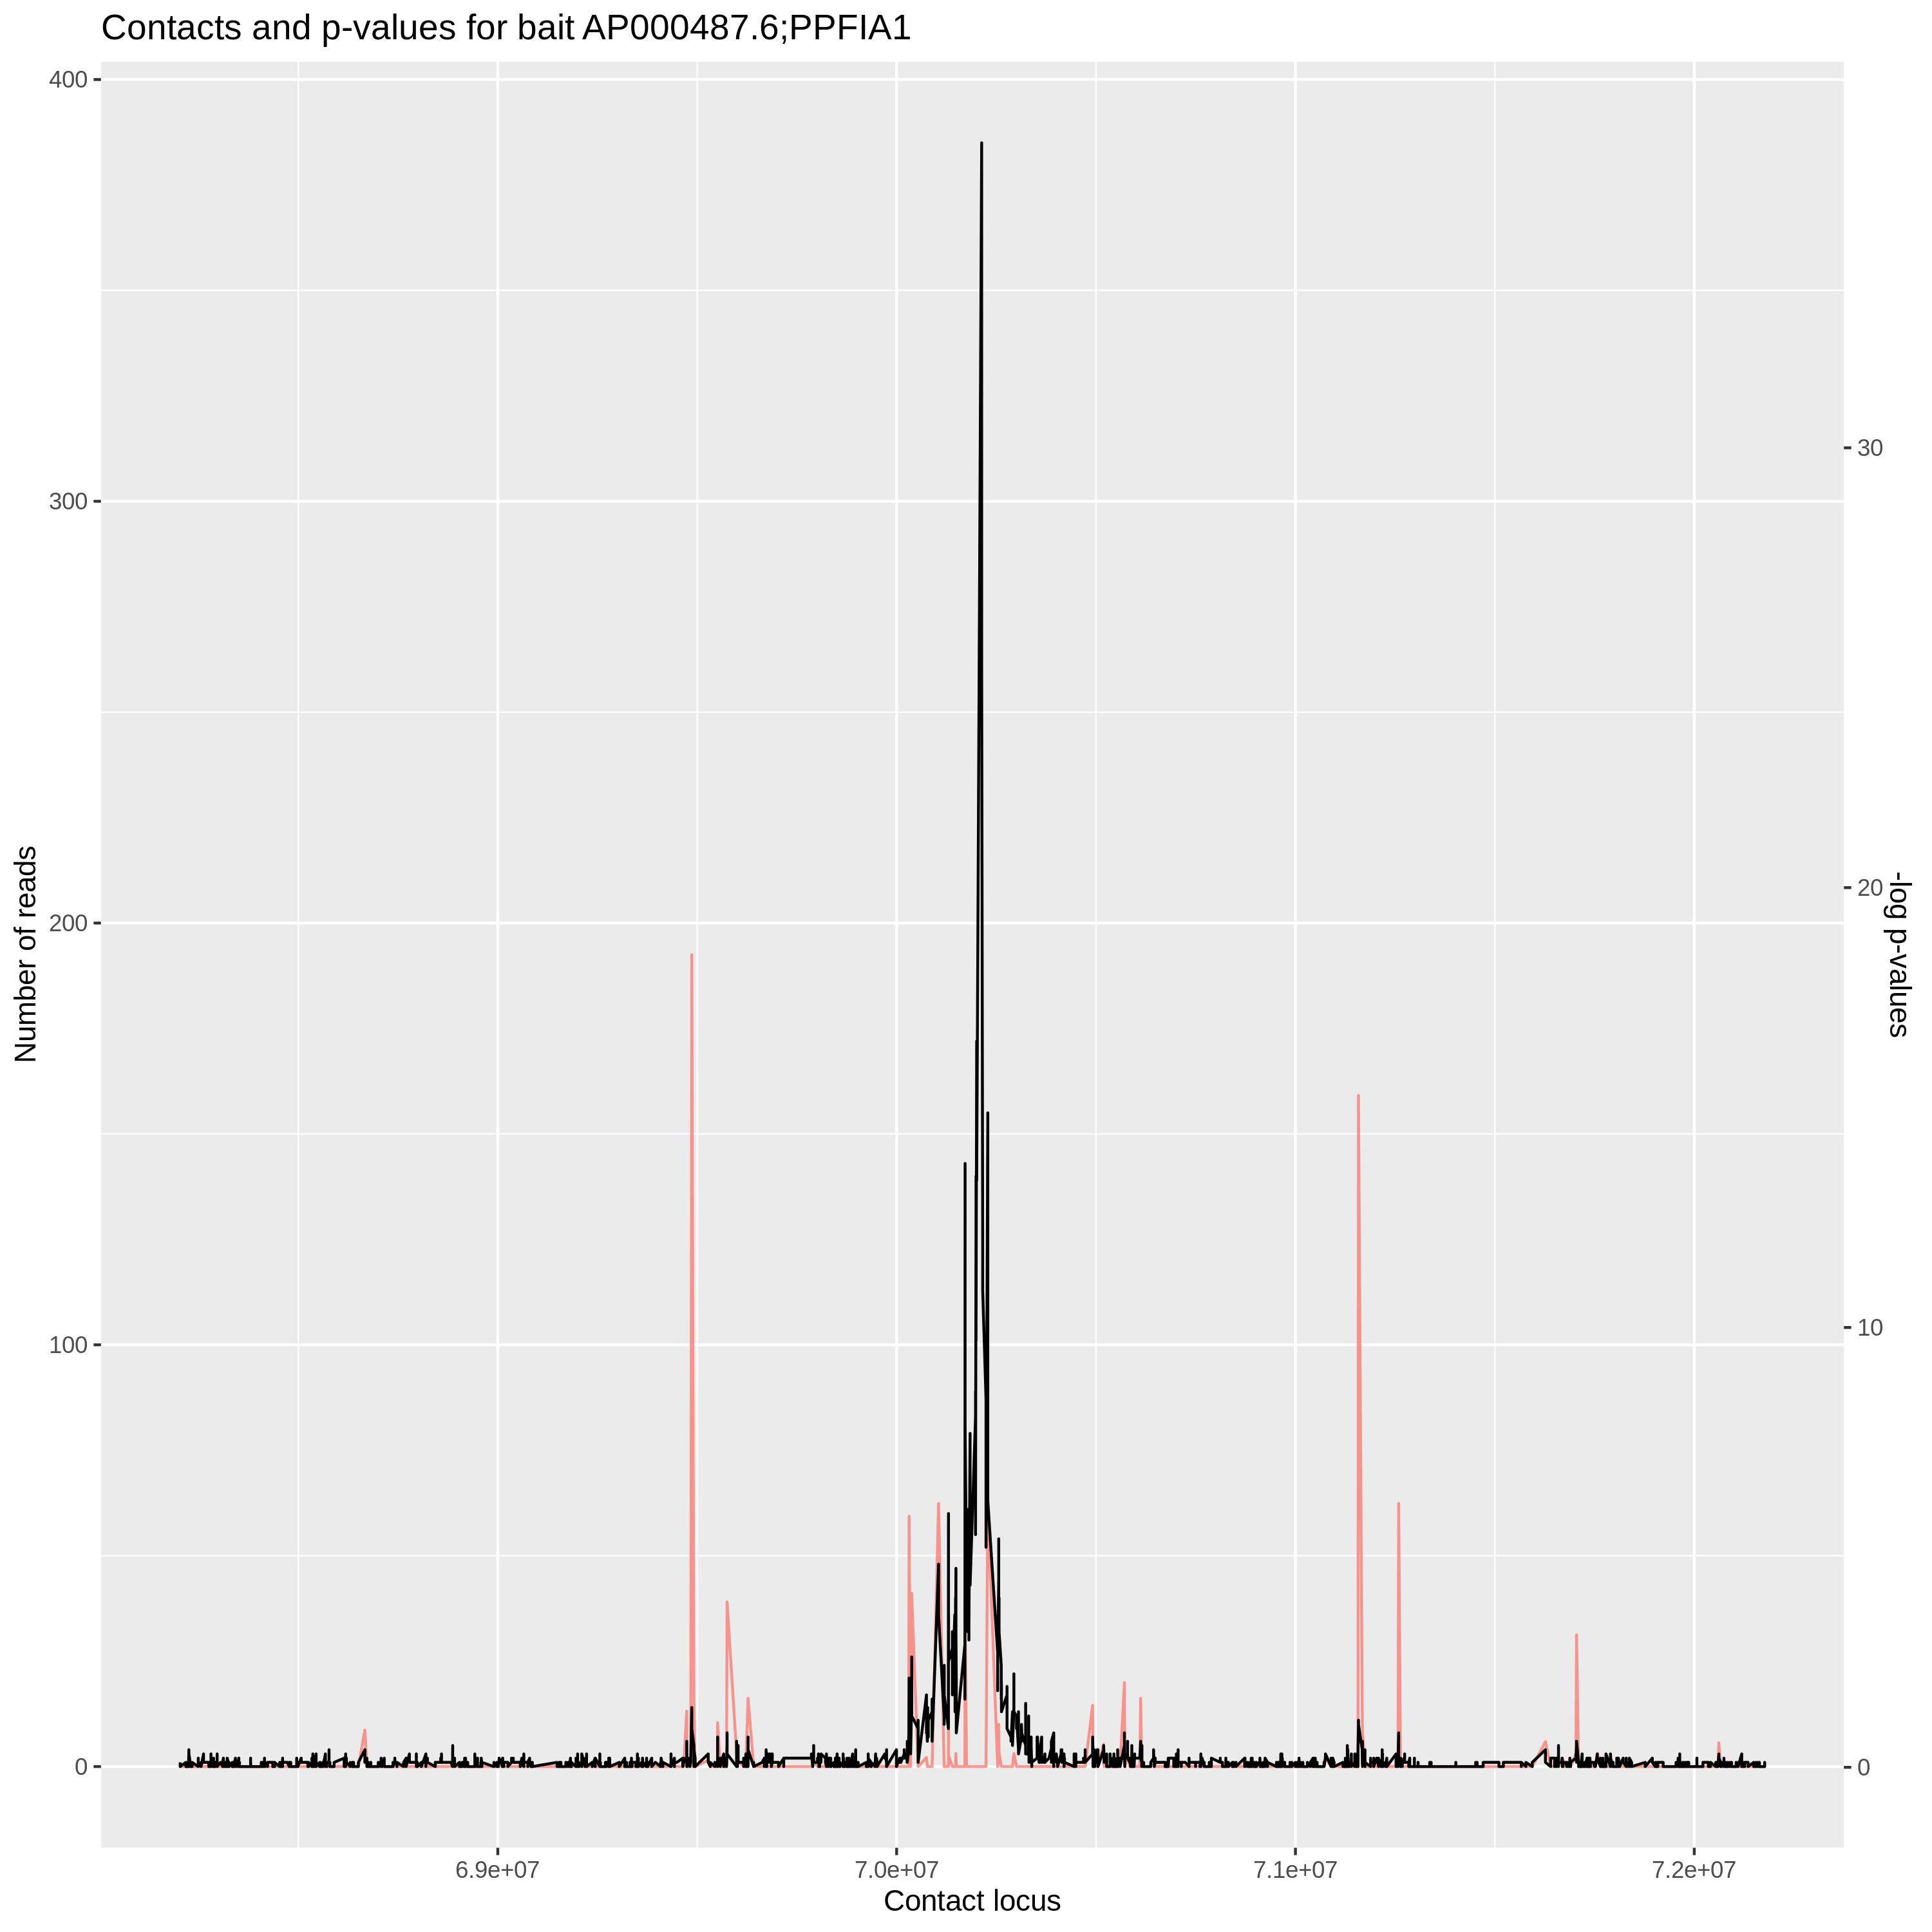 Contacts and p-values for bait AP000487.6;PPFIA1
400
300
200
100
0
Number of reads
30
20
10
0
-log p-values
6.9e+07
7.0e+07
7.1e+07
7.2e+07
Contact locus